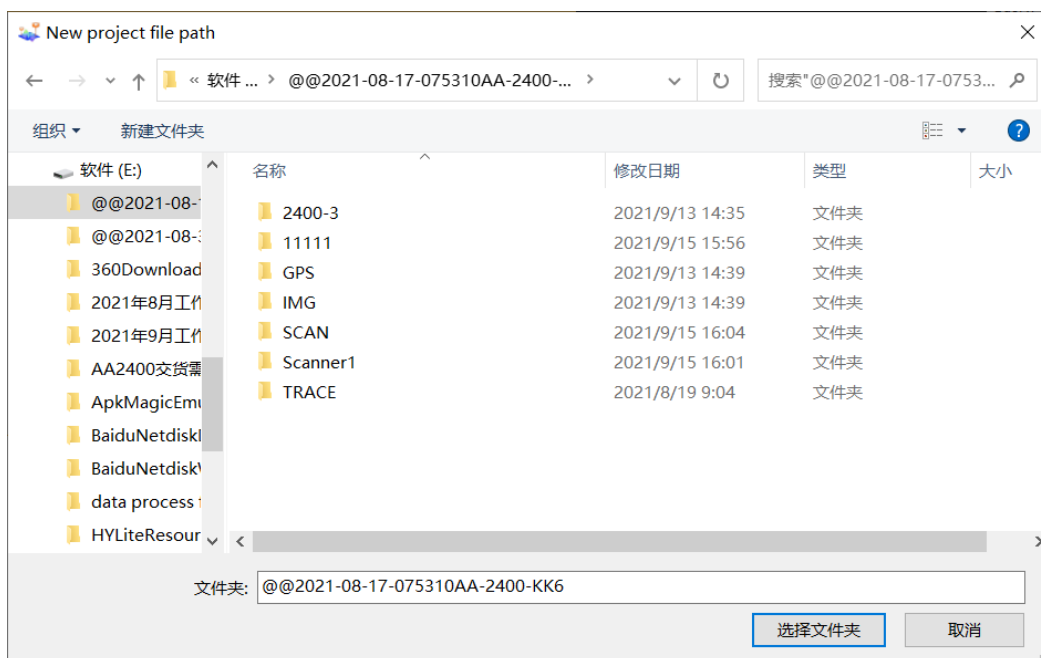 New project file path
« 软件 ... › @@2021-08-17-075310AA-2400-... ›
搜索"@@2021-08-17-0753...
组织 新建文件夹
软件 (E:)
@@2021-08-1
@@2021-08-3
360Download
2021年8月工作
2021年9月工作
AA2400交货需
ApkMagicEmu
BaiduNetdisk
BaiduNetdisk
data process f
HYLiteResour
名称 修改日期 类型 大小
2400-3 2021/9/13 14:35 文件夹
11111 2021/9/15 15:56 文件夹
GPS 2021/9/13 14:39 文件夹
IMG 2021/9/13 14:39 文件夹
SCAN 2021/9/15 16:04 文件夹
Scanner1 2021/9/15 16:01 文件夹
TRACE 2021/8/19 9:04 文件夹
文件夹: @@2021-08-17-075310AA-2400-KK6
选择文件夹 取消